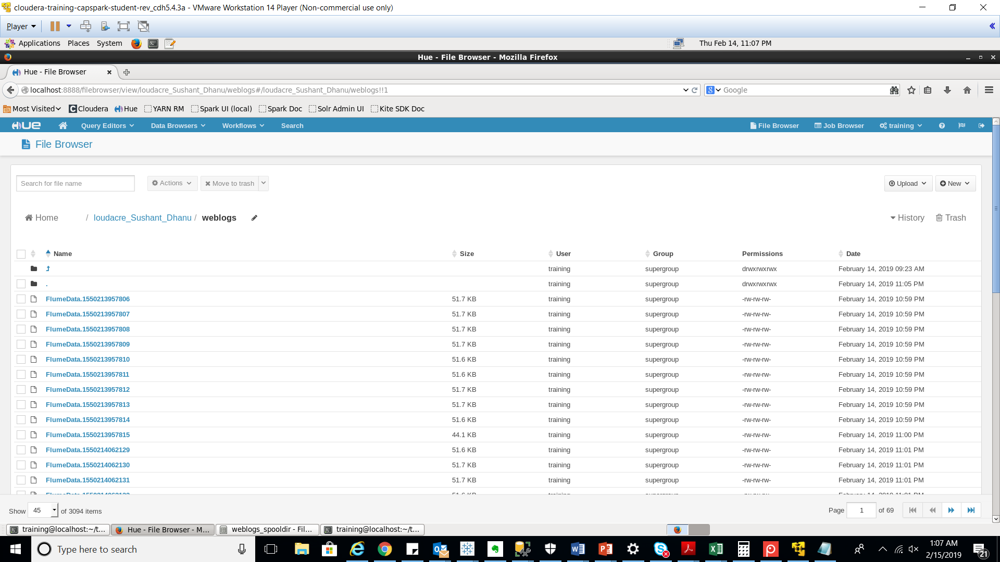 cloudera-training-capspark-student-rev_cdh5.4.3a - VMware Workstation 14 Player (Non-commercial use only)
Player
Applications Places System Thu Feb 14, 11:07 PM
Hue - File Browser - Mozilla Firefox
Hue - File Browser
localhost:8888/filebrowser/view/loudacre_Sushant_Dhanu/weblogs#/loudacre_Sushant_Dhanu/weblogs!!1 Google
Most Visited Cloudera Hue YARN RM Spark UI (local) Spark Doc Solr Admin UI Kite SDK Doc
HUE Query Editors Data Browsers Workflows Search File Browser Job Browser training
File Browser
Search for file name Actions Move to trash Upload New
Home / loudacre_Sushant_Dhanu / weblogs History Trash
Name Size User Group Permissions Date
training supergroup drwxrwxrwx February 14, 2019 09:23 AM
. training supergroup drwxrwxrwx February 14, 2019 11:05 PM
FlumeData.1550213957806 51.7 KB training supergroup -rw-rw-rw- February 14, 2019 10:59 PM
FlumeData.1550213957807 51.7 KB training supergroup -rw-rw-rw- February 14, 2019 10:59 PM
FlumeData.1550213957808 51.7 KB training supergroup -rw-rw-rw- February 14, 2019 10:59 PM
FlumeData.1550213957809 51.7 KB training supergroup -rw-rw-rw- February 14, 2019 10:59 PM
FlumeData.1550213957810 51.6 KB training supergroup -rw-rw-rw- February 14, 2019 10:59 PM
FlumeData.1550213957811 51.6 KB training supergroup -rw-rw-rw- February 14, 2019 10:59 PM
FlumeData.1550213957812 51.7 KB training supergroup -rw-rw-rw- February 14, 2019 10:59 PM
FlumeData.1550213957813 51.7 KB training supergroup -rw-rw-rw- February 14, 2019 10:59 PM
FlumeData.1550213957814 51.6 KB training supergroup -rw-rw-rw- February 14, 2019 10:59 PM
FlumeData.1550213957815 44.1 KB training supergroup -rw-rw-rw- February 14, 2019 11:00 PM
FlumeData.1550214062129 51.6 KB training supergroup -rw-rw-rw- February 14, 2019 11:01 PM
FlumeData.1550214062130 51.7 KB training supergroup -rw-rw-rw- February 14, 2019 11:01 PM
FlumeData.1550214062131 51.7 KB training supergroup -rw-rw-rw- February 14, 2019 11:01 PM
Show 45 of 3094 items Page 1 of 69
training@localhost:~/t... Hue - File Browser - M... weblogs_spooldir - Fil... training@localhost:~/t...
Type here to search 1:07 AM
2/15/2019 21